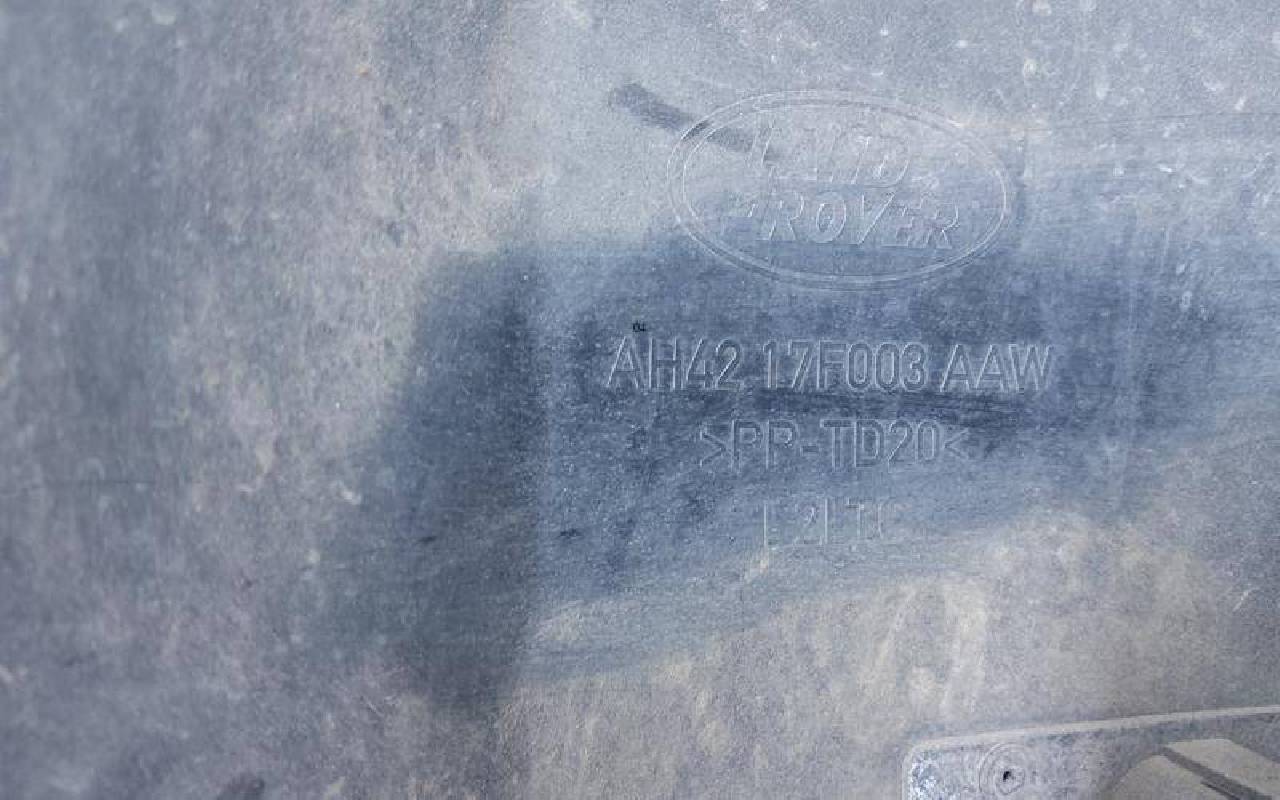 LAND
ROVER
AH42 17F003 AAW
>PP-TD20<